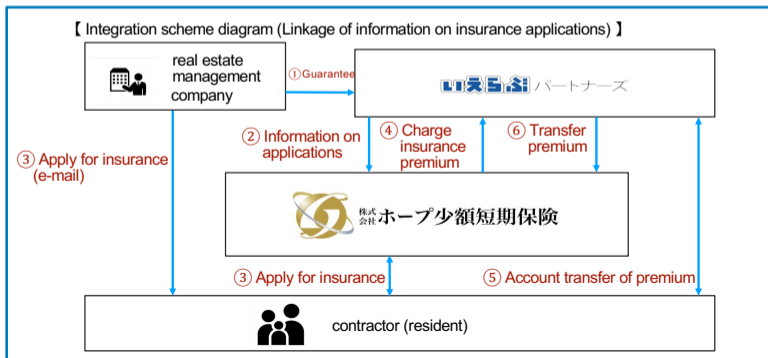 【 Integration scheme diagram (Linkage of information on insurance applications) 】
real estate
management
company
①Guarantee
いえらぶ パートナーズ
② Information on
applications
④ Charge
insurance
premium
⑥ Transfer
premium
③ Apply for insurance
(e-mail)
株式
会社 ホープ少額短期保険
③ Apply for insurance
⑤ Account transfer of premium
contractor (resident)